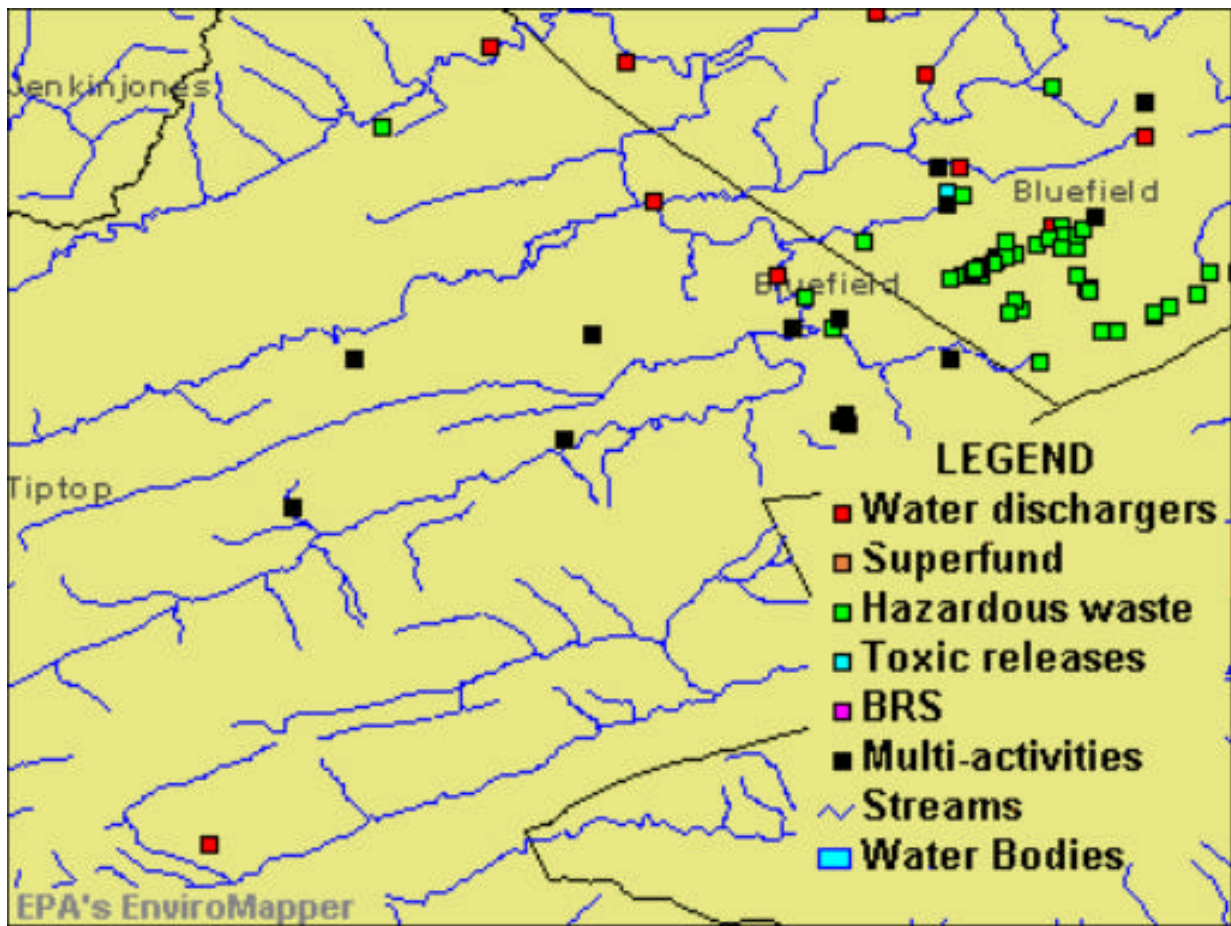 Jenkinjones
Bluefield
Bluefield
Tiptop
LEGEND
Water dischargers
Superfund
Hazardous waste
Toxic releases
BRS
Multi-activities
Streams
Water Bodies
EPA's EnviroMapper